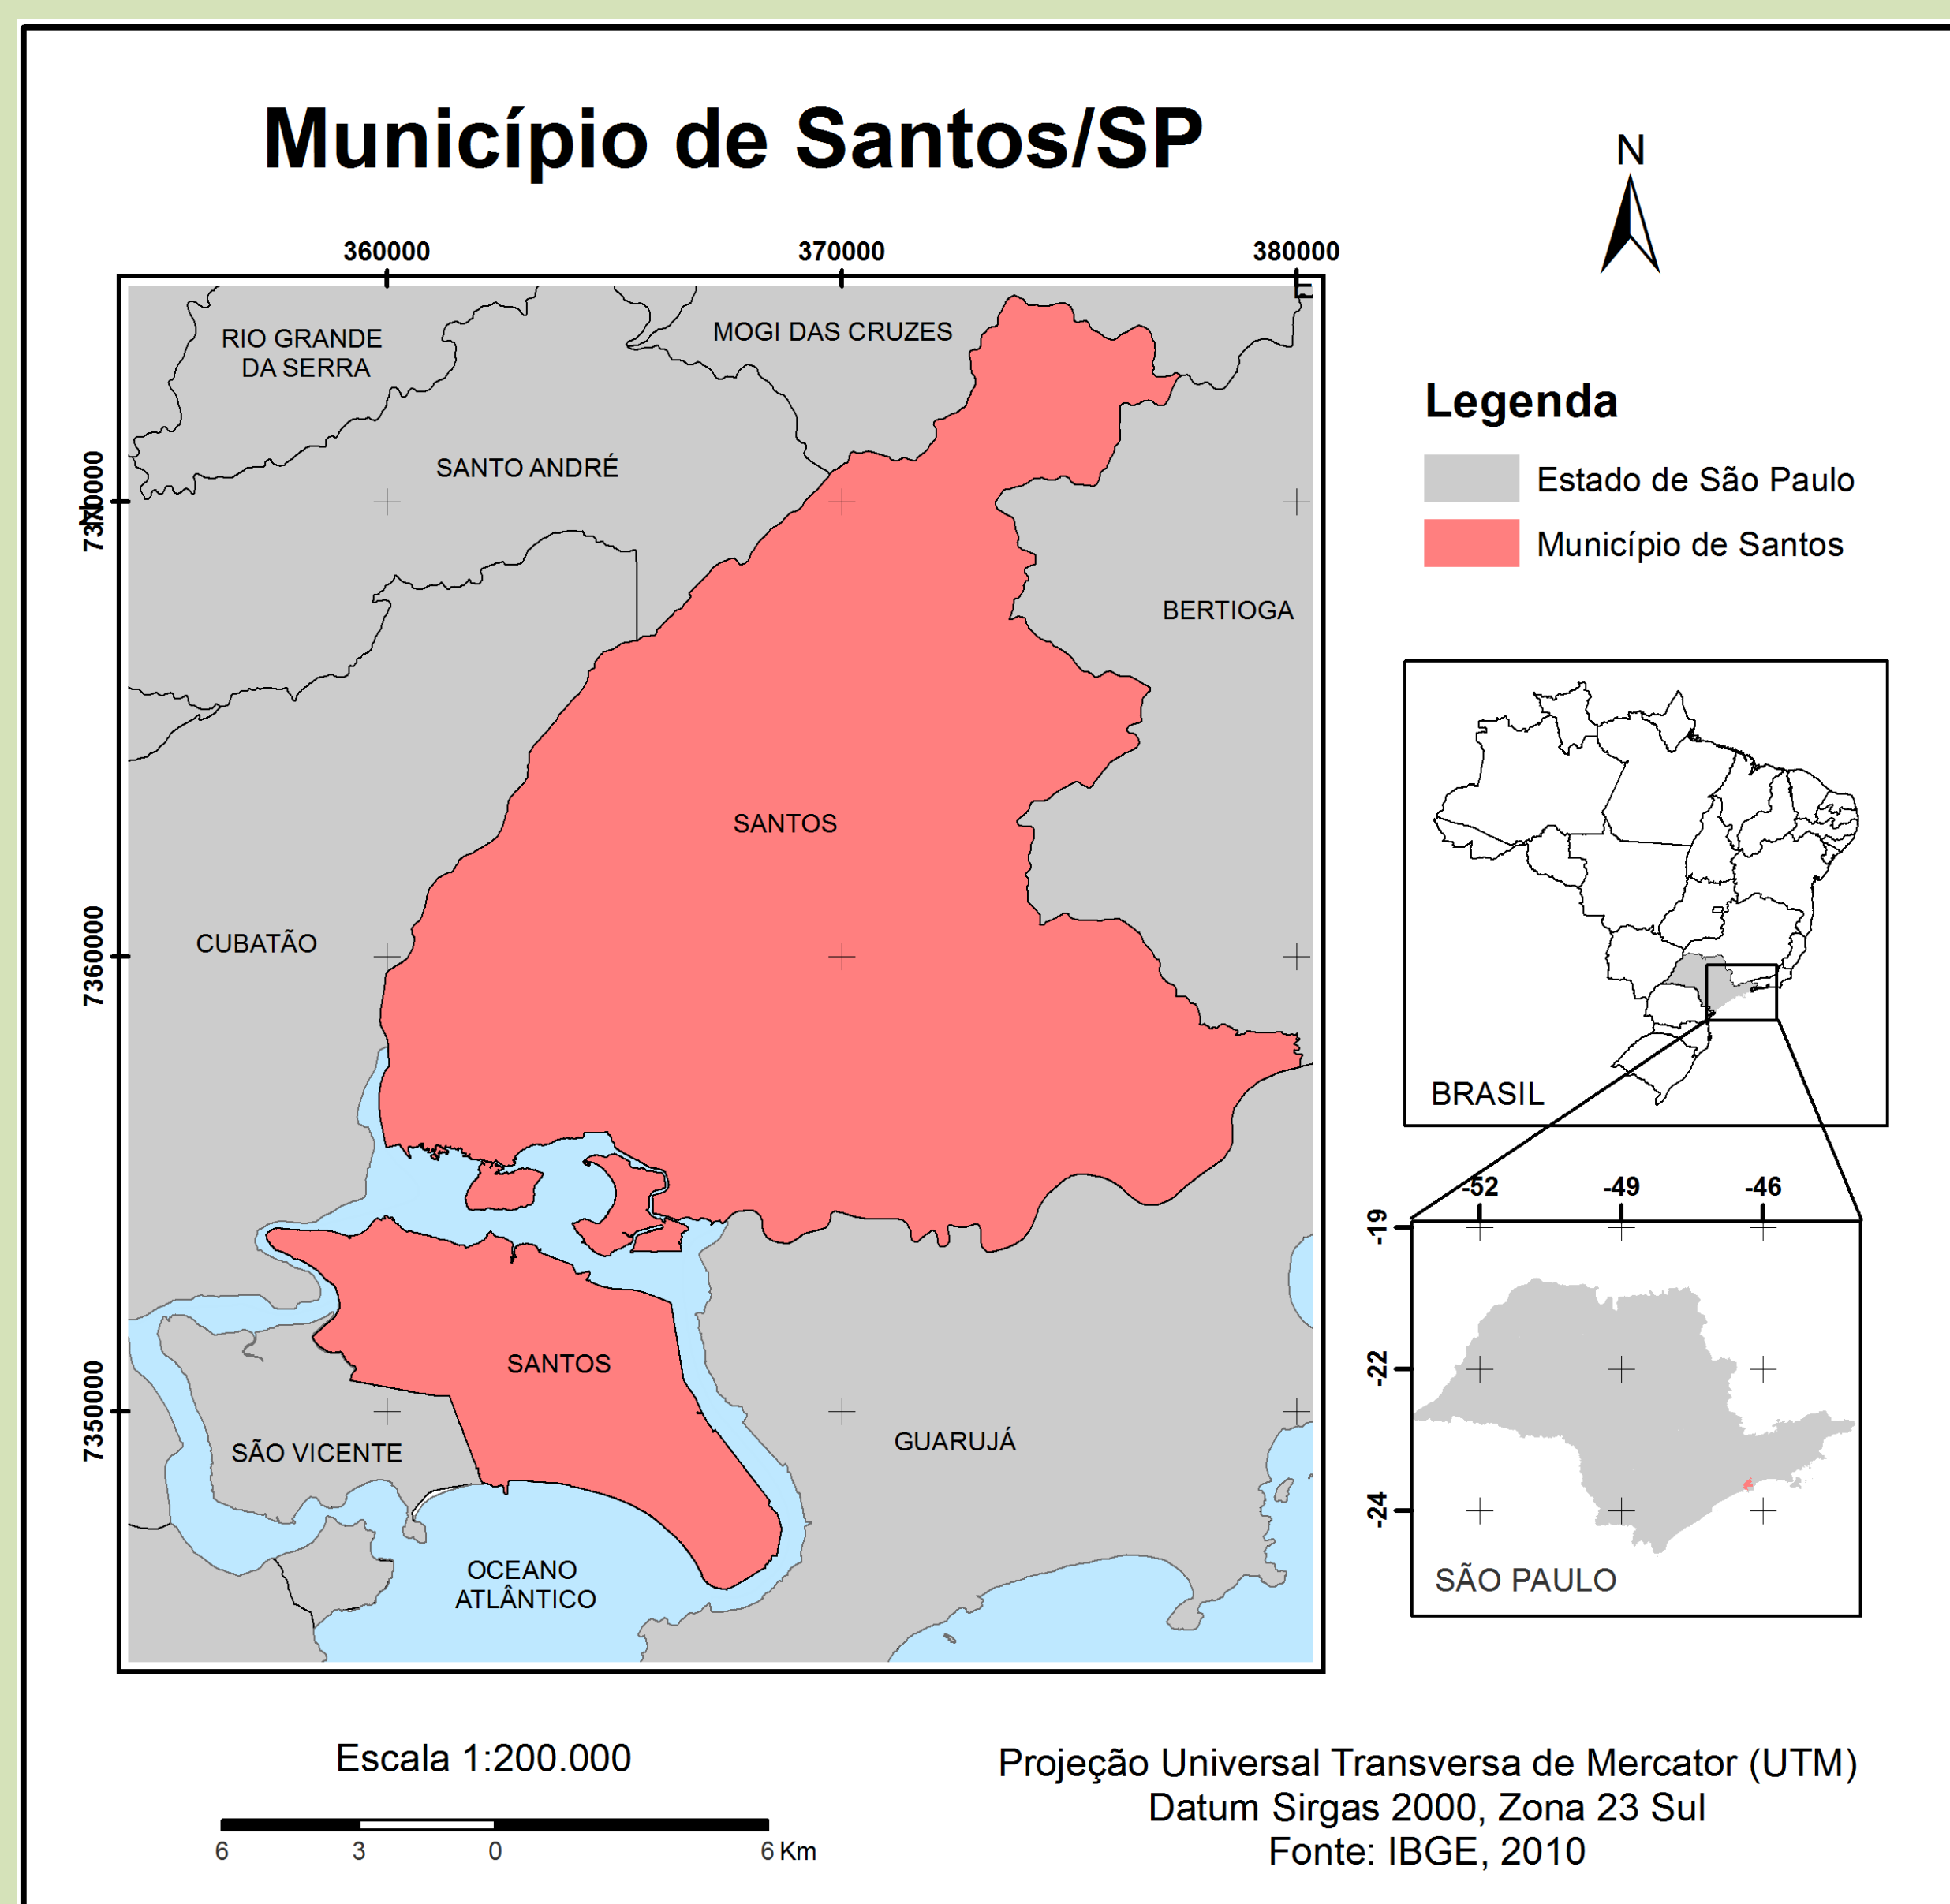 Município de Santos/SP
N
360000
370000
380000
E
RIO GRANDE
DA SERRA
MOGI DAS CRUZES
SANTO ANDRÉ
7370000
N
BERTIOGA
SANTOS
CUBATÃO
7360000
SANTOS
7350000
SÃO VICENTE
GUARUJÁ
OCEANO
ATLÂNTICO
Legenda
Estado de São Paulo
Município de Santos
BRASIL
-52
-49
-46
-19
-22
-24
SÃO PAULO
Escala 1:200.000
6 3 0 6 Km
Projeção Universal Transversa de Mercator (UTM)
Datum Sirgas 2000, Zona 23 Sul
Fonte: IBGE, 2010